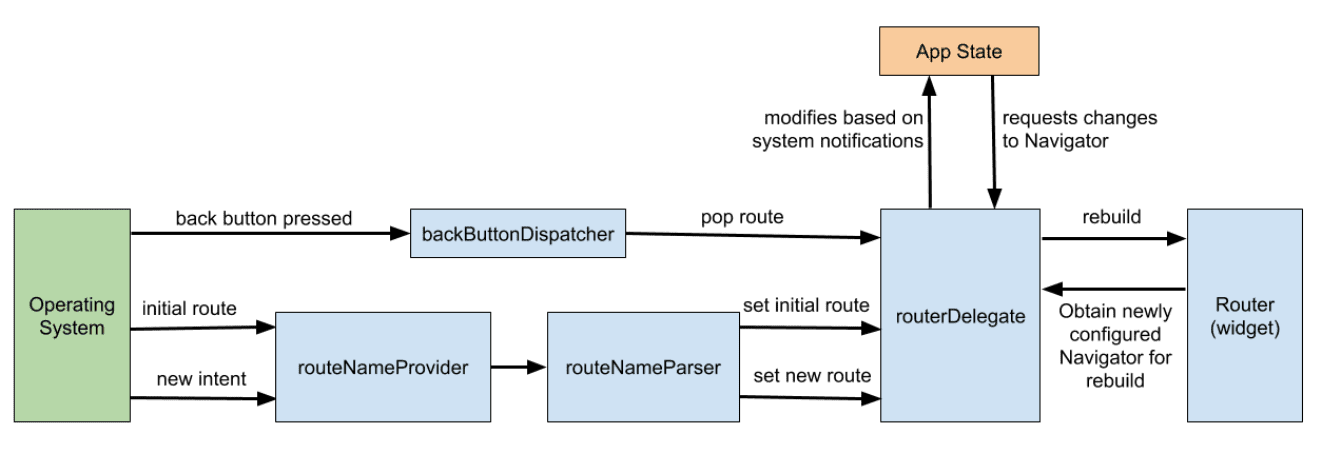 App State
modifies based on
system notifications
requests changes
to Navigator
back button pressed
backButtonDispatcher
pop route
rebuild
Operating
System
initial route
new intent
routeNameProvider
routeNameParser
set initial route
set new route
routerDelegate
Obtain newly
configured
Navigator for
rebuild
Router
(widget)